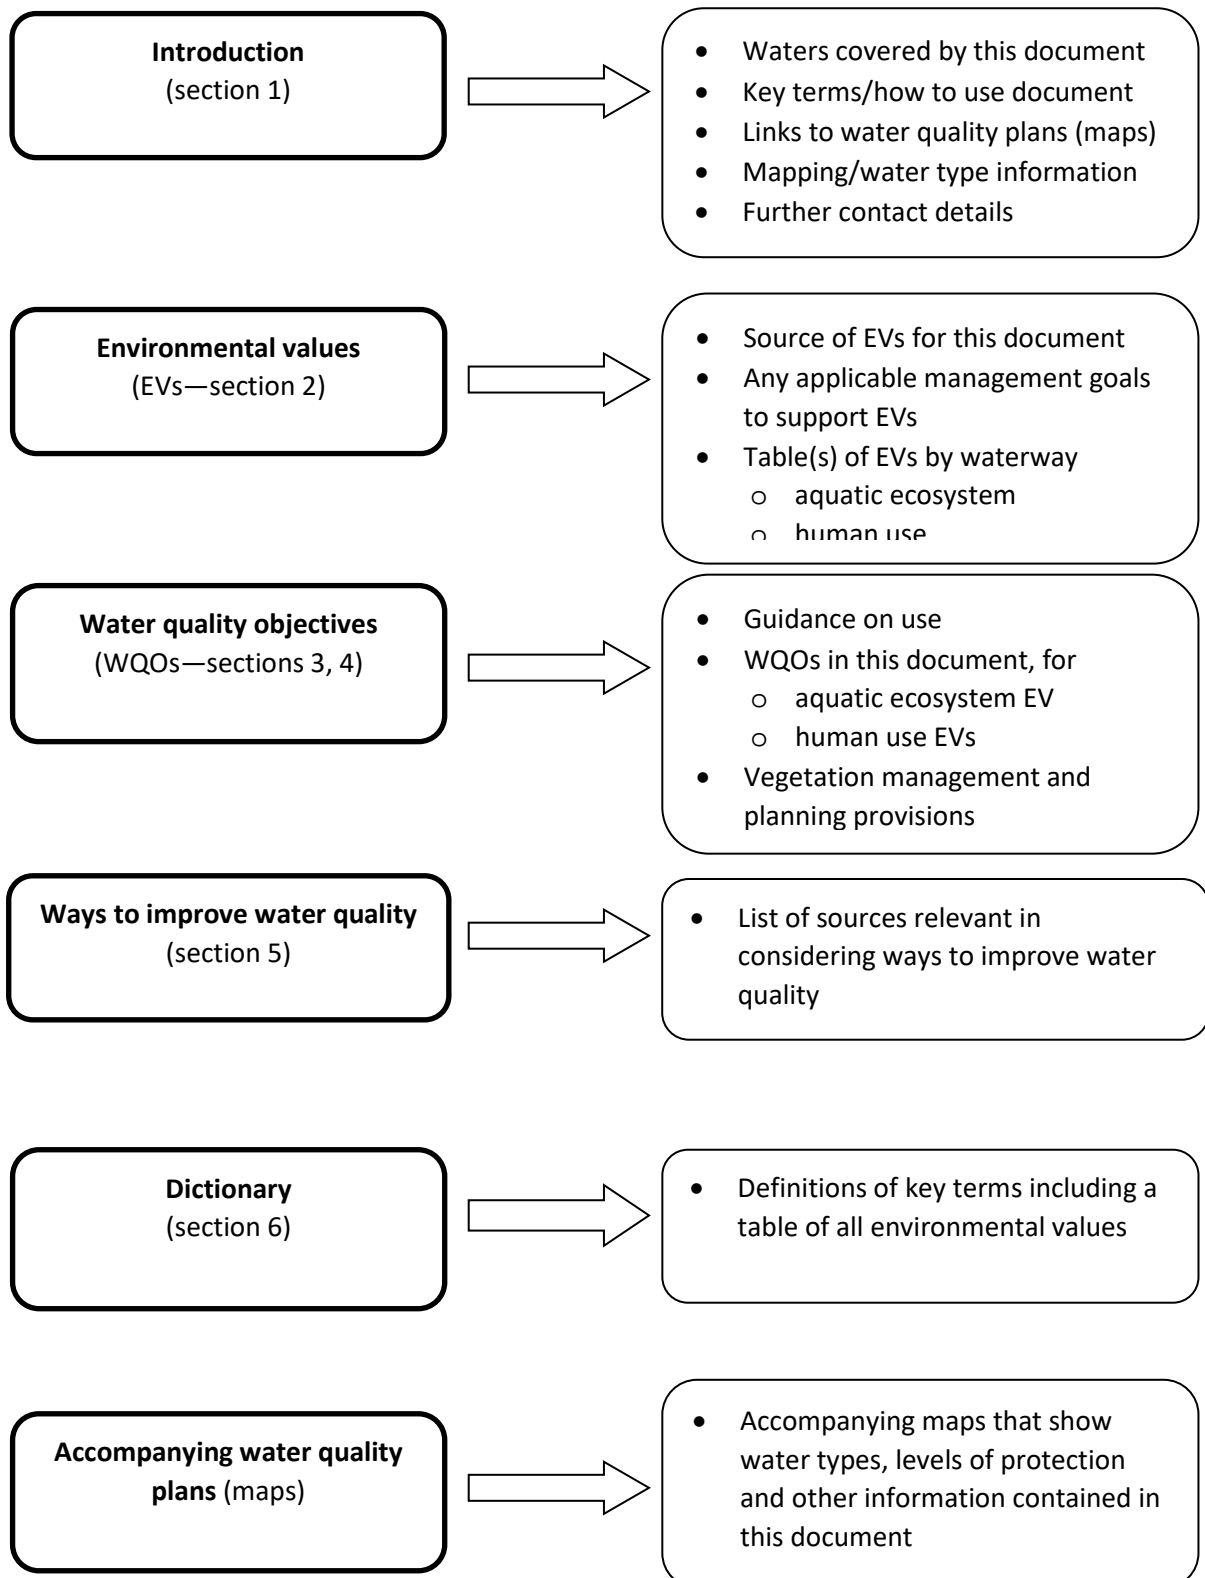 Introduction
(section 1)
• Waters covered by this document
• Key terms/how to use document
• Links to water quality plans (maps)
• Mapping/water type information
• Further contact details
Environmental values
(EVs—section 2)
• Source of EVs for this document
• Any applicable management goals
to support EVs
• Table(s) of EVs by waterway
o aquatic ecosystem
o human use
Water quality objectives
(WQOs—sections 3, 4)
• Guidance on use
• WQOs in this document, for
o aquatic ecosystem EV
o human use EVs
• Vegetation management and
planning provisions
Ways to improve water quality
(section 5)
• List of sources relevant in
considering ways to improve water
quality
Dictionary
(section 6)
• Definitions of key terms including a
table of all environmental values
Accompanying water quality
plans (maps)
• Accompanying maps that show
water types, levels of protection
and other information contained in
this document